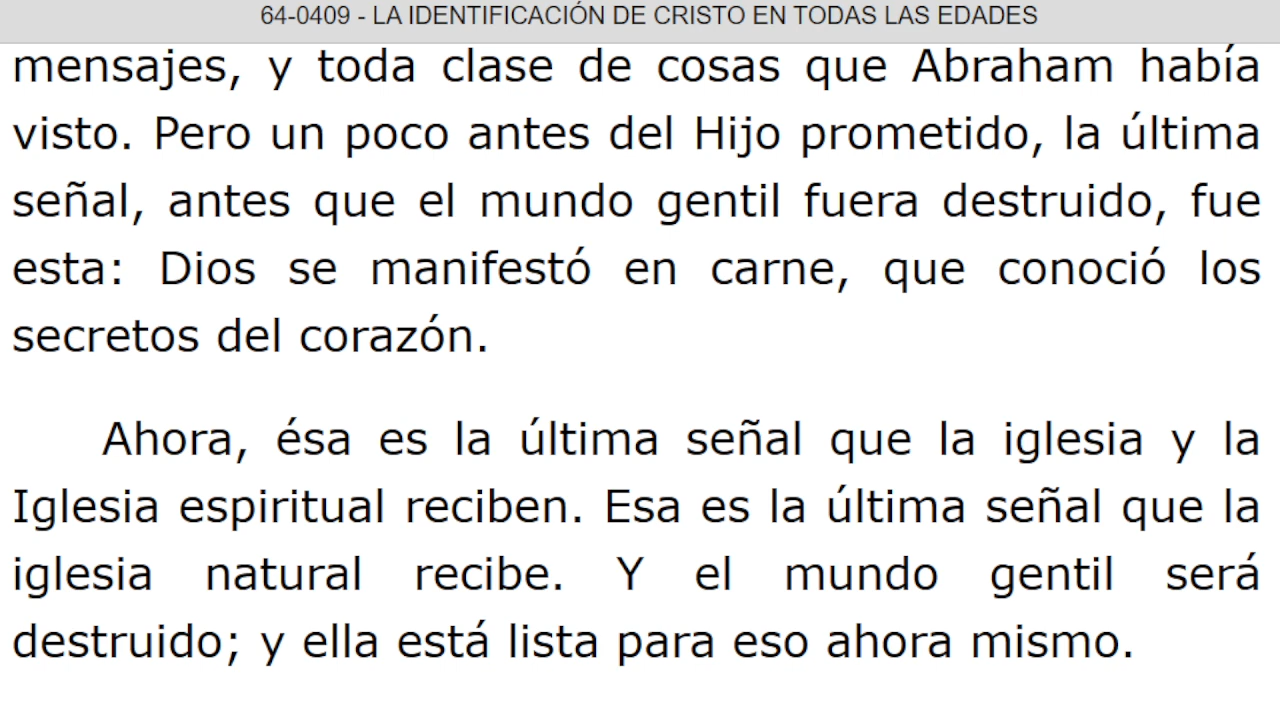 64-0409 - LA IDENTIFICACIÓN DE CRISTO EN TODAS LAS EDADES
mensajes, y toda clase de cosas que Abraham había
visto. Pero un poco antes del Hijo prometido, la última
señal, antes que el mundo gentil fuera destruido, fue
esta: Dios se manifestó en carne, que conoció los
secretos del corazón.
Ahora, ésa es la última señal que la iglesia y la
Iglesia espiritual reciben. Esa es la última señal que la
iglesia natural recibe. Y el mundo gentil será
destruido; y ella está lista para eso ahora mismo.